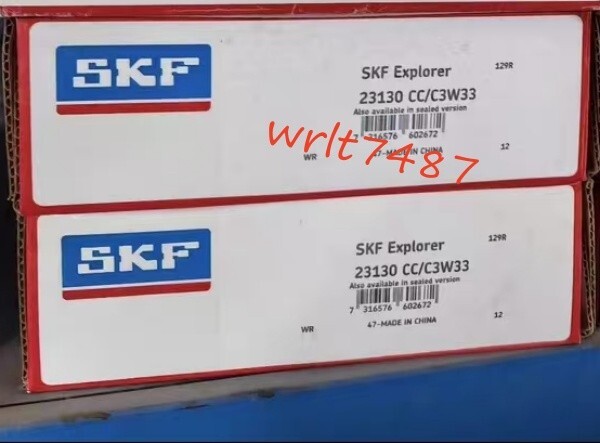 SKF
SKF Explorer
129R
23130 CC/C3W33
Also available in sealed version
7 316576 602672
wrlt7487
WR
47-MADE IN CHINA
12
SKF
SKF Explorer
129R
23130 CC/C3W33
Also available in sealed version
7 316576 602672
WR
47-MADE IN CHINA
12